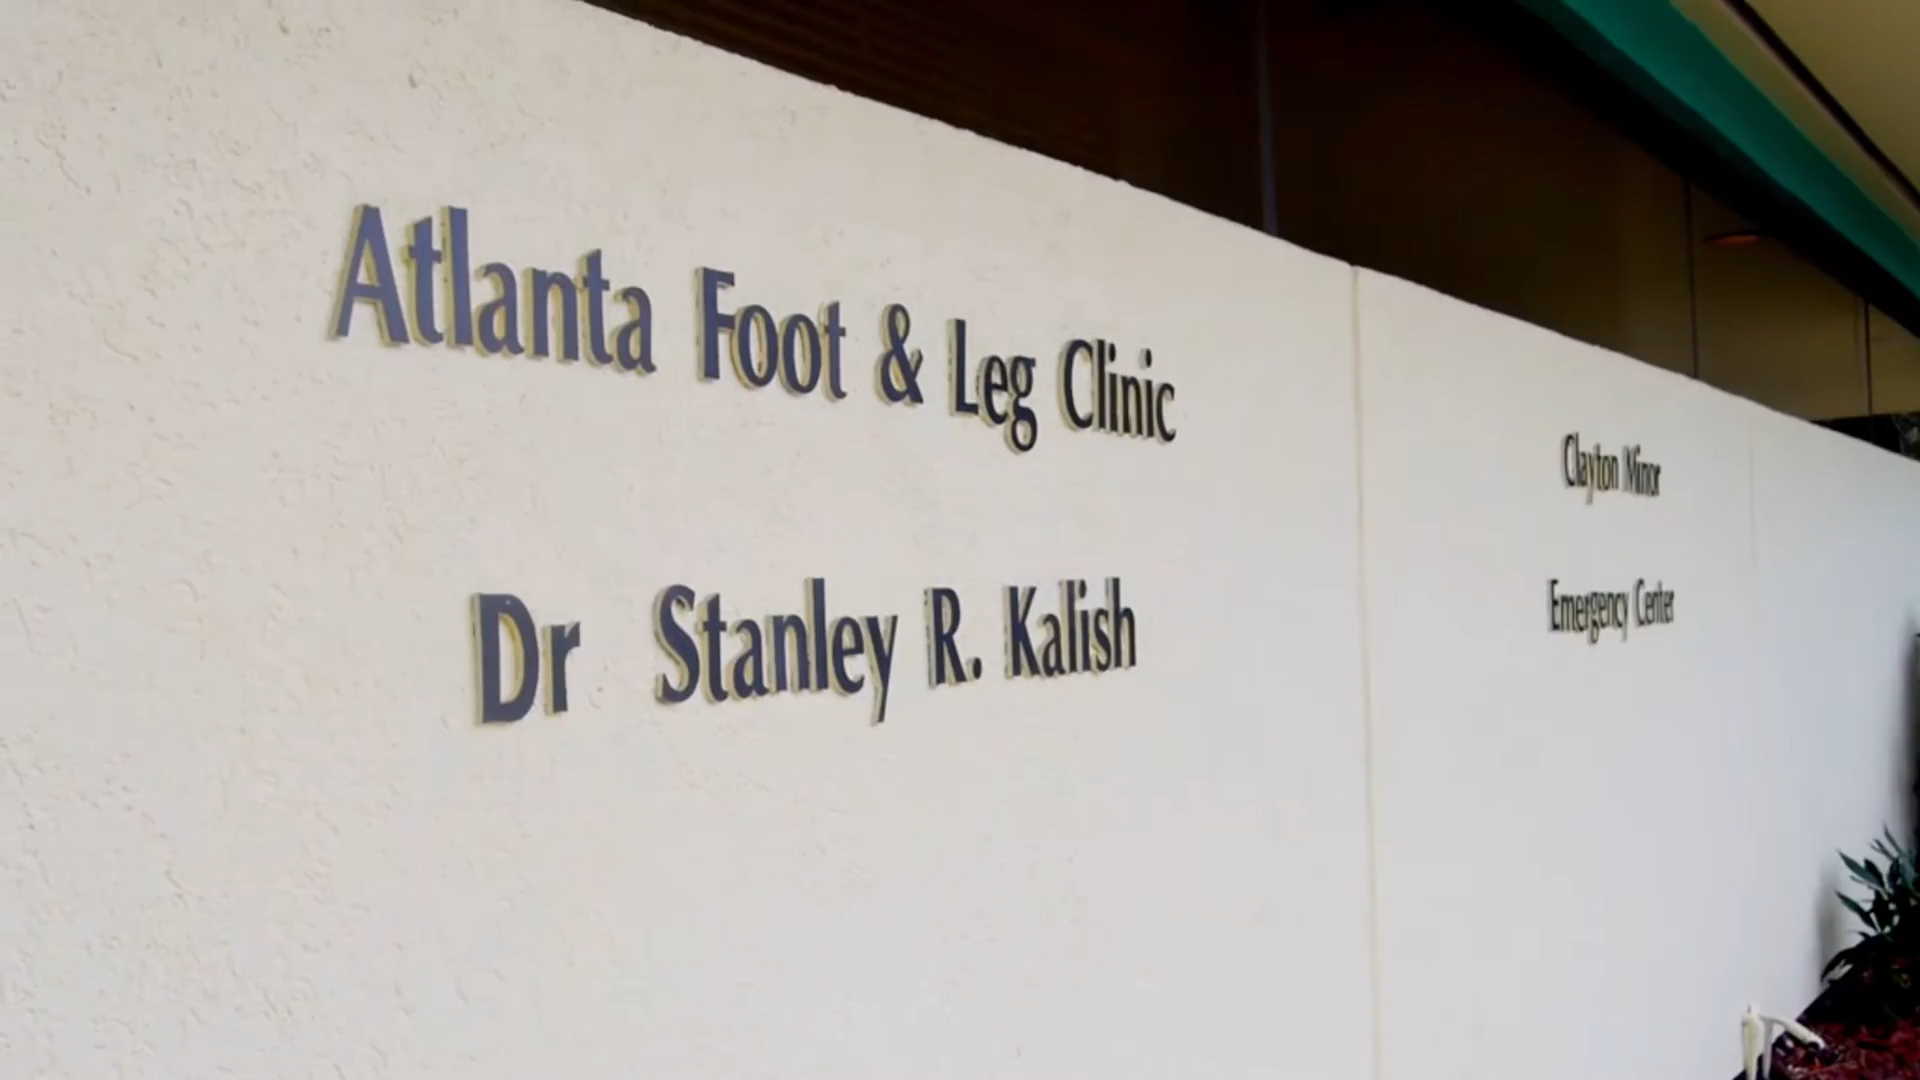 Atlanta Foot & Leg Clinic
Dr Stanley R. Kalish
Clayton Minor
Emergency Center